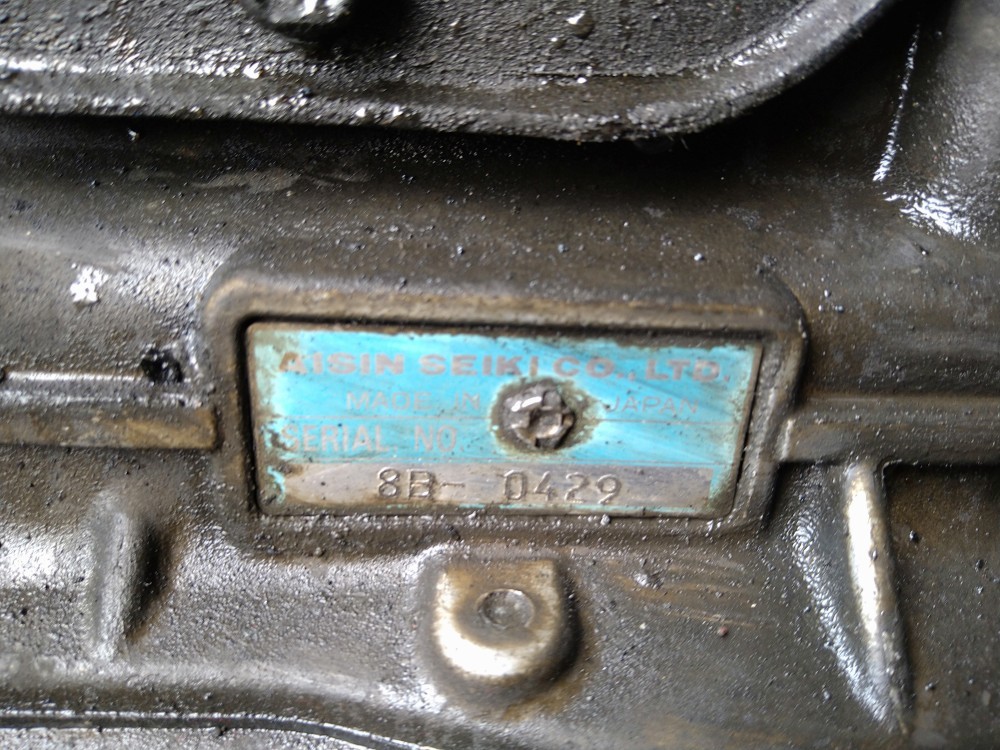 AISIN SEIKI CO., LTD.
MADE IN JAPAN
SERIAL NO
8B- 0429